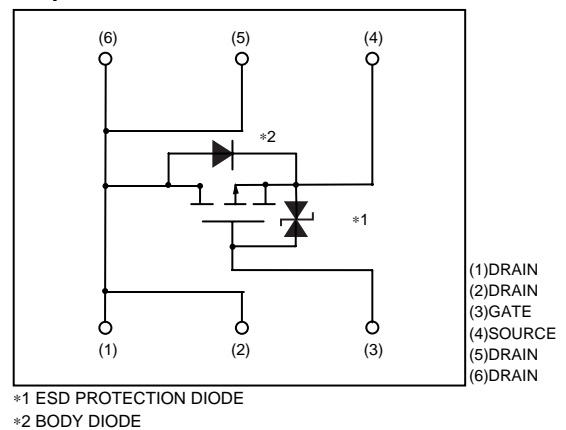 (6) (5) (4)
∗2
∗1
(1) (2) (3)
(1)DRAIN
(2)DRAIN
(3)GATE
(4)SOURCE
(5)DRAIN
(6)DRAIN
∗1 ESD PROTECTION DIODE
∗2 BODY DIODE